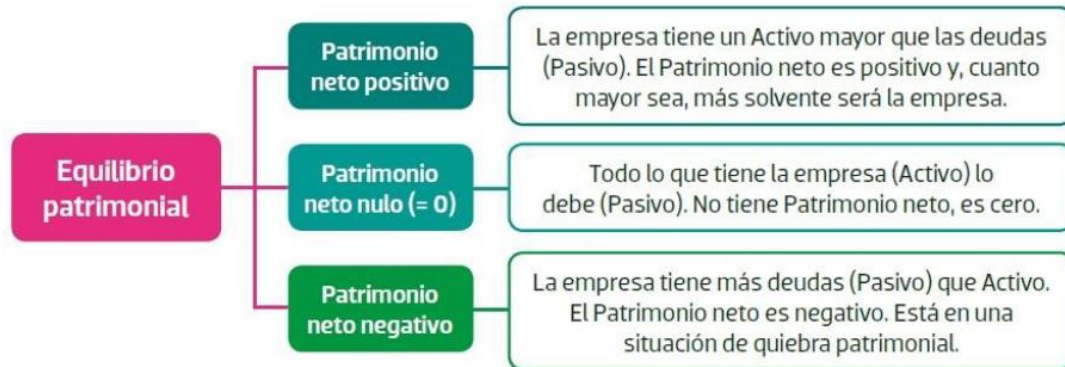 Equilibrio
patrimonial
Patrimonio
neto positivo
La empresa tiene un Activo mayor que las deudas
(Pasivo). El Patrimonio neto es positivo y, cuanto
mayor sea, más solvente será la empresa.
Patrimonio
neto nulo (= 0)
Todo lo que tiene la empresa (Activo) lo
debe (Pasivo). No tiene Patrimonio neto, es cero.
Patrimonio
neto negativo
La empresa tiene más deudas (Pasivo) que Activo.
El Patrimonio neto es negativo. Está en una
situación de quiebra patrimonial.